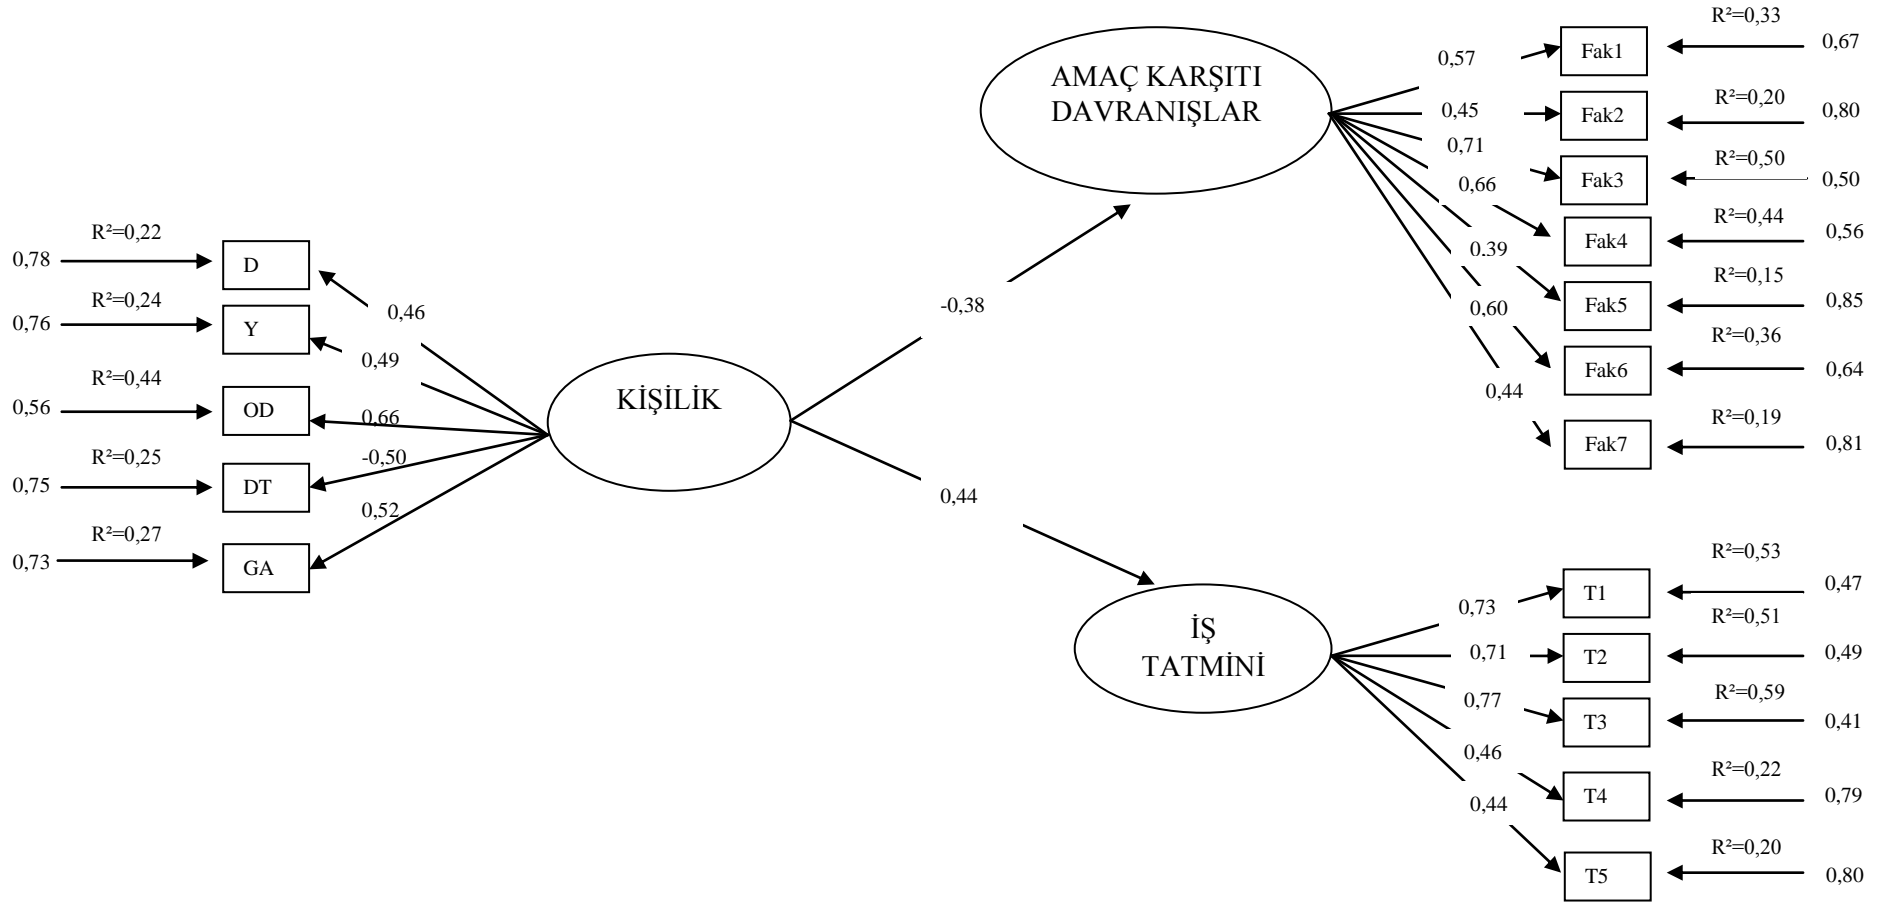 R²=0,22
0,78
D
R²=0,24
0,76
Y
R²=0,44
0,56
OD
R²=0,25
0,75
DT
R²=0,27
0,73
GA
0,46
0,49
0,66
-0,50
0,52
KİŞİLİK
-0,38
0,44
AMAÇ KARŞITI
DAVRANIŞLAR
0,57
0,45
0,71
0,66
0.39
0,60
0,44
Fak1
R²=0,33
0,67
Fak2
R²=0,20
0,80
Fak3
R²=0,50
0,50
Fak4
R²=0,44
0,56
Fak5
R²=0,15
0,85
Fak6
R²=0,36
0,64
Fak7
R²=0,19
0,81
İŞ
TATMİNİ
0,73
0,71
0,77
0,46
0,44
T1
R²=0,53
0,47
T2
R²=0,51
0,49
T3
R²=0,59
0,41
T4
R²=0,22
0,79
T5
R²=0,20
0,80